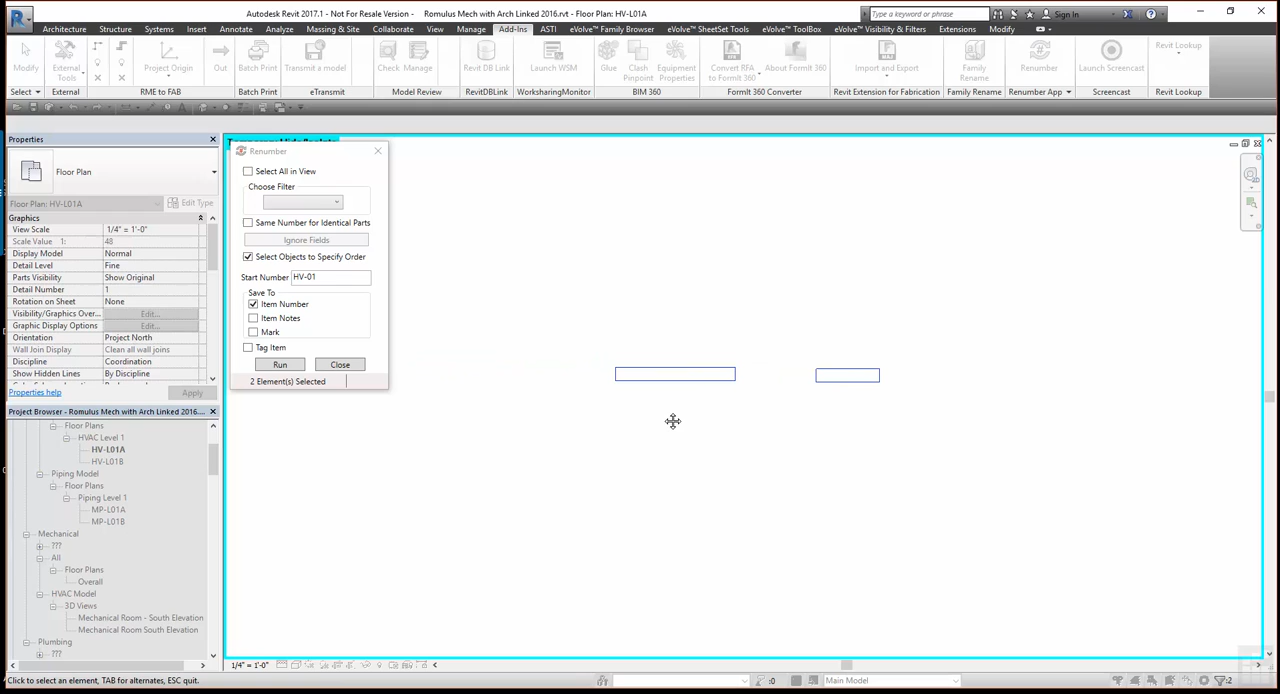 Autodesk Revit 2017.1 - Not For Resale Version - Romulus Mech with Arch Linked 2016.rvt - Floor Plan: HV-L01A
Type a keyword or phrase
Sign In
Architecture Structure Systems Insert Annotate Analyze Massing & Site Collaborate View Manage Add-Ins ASTI eVolve™ Family Browser eVolve™ SheetSet Tools eVolve™ ToolBox eVolve™ Visibility & Filters Extensions Modify
Revit Lookup
Modify External Tools Project Origin Out Batch Print Transmit a model Check Manage Revit DB Link Launch WSM Glue Clash Pinpoint Equipment Properties Convert RFA to FormIt 360 About FormIt 360 Import and Export Family Rename Renumber Launch Screencast
Select External RME to FAB Batch Print eTransmit Model Review RevitDBLink WorksharingMonitor BIM 360 FormIt 360 Converter Revit Extension for Fabrication Family Rename Renumber App Screencast Revit Lookup
Properties
Floor Plan
Floor Plan: HV-L01A
Edit Type
Graphics
View Scale 1/4" = 1'-0"
Scale Value 1: 48
Display Model Normal
Detail Level Fine
Parts Visibility Show Original
Detail Number 1
Rotation on Sheet None
Visibility/Graphics Over... Edit...
Graphic Display Options Edit...
Orientation Project North
Wall Join Display Clean all wall joins
Discipline Coordination
Show Hidden Lines By Discipline
Properties help
Apply
Project Browser - Romulus Mech with Arch Linked 2016....
Floor Plans
HVAC Level 1
HV-L01A
HV-L01B
Piping Model
Floor Plans
Piping Level 1
MP-L01A
MP-L01B
Mechanical
???
All
Floor Plans
Overall
HVAC Model
3D Views
Mechanical Room - South Elevation
Mechanical Room South Elevation
Plumbing
???
Renumber
Select All in View
Choose Filter
Same Number for Identical Parts
Ignore Fields
Select Objects to Specify Order
Start Number HV-01
Save To
Item Number
Item Notes
Mark
Tag Item
Run
Close
2 Element(s) Selected
1/4" = 1'-0"
Click to select an element, TAB for alternates, ESC quit.
:0
Main Model
:2